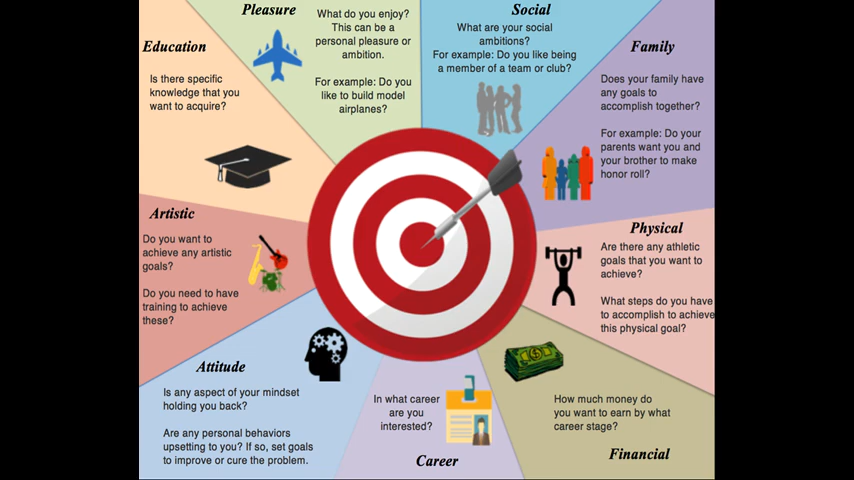 Pleasure
What do you enjoy?
This can be a
personal pleasure or
ambition.
For example: Do you
like to build model
airplanes?
Social
What are your social
ambitions?
For example: Do you like being
a member of a team or club?
Family
Does your family have
any goals to
accomplish together?
For example: Do your
parents want you and
your brother to make
honor roll?
Education
Is there specific
knowledge that you
want to acquire?
Artistic
Do you want to
achieve any artistic
goals?
Do you need to have
training to achieve
these?
Physical
Are there any athletic
goals that you want to
achieve?
What steps do you have
to accomplish to achieve
this physical goal?
Attitude
Is any aspect of your mindset
holding you back?
Are any personal behaviors
upsetting to you? If so, set goals
to improve or cure the problem.
In what career
are you
interested?
Career
How much money do
you want to earn by what
career stage?
Financial